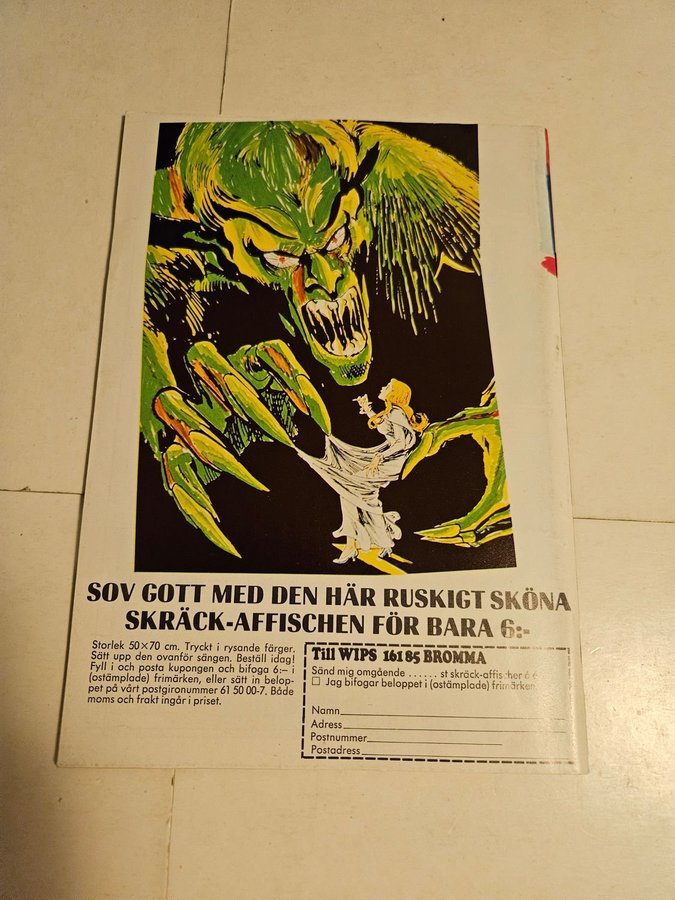 SOV GOTT MED DEN HÄR RUSKIGT SKÖNA
SKRÄCK-AFFISCHEN FÖR BARA 6:-
Storlek 50×70 cm. Tryckt i rysande färger.
Sätt upp den ovanför sängen. Beställ idag!
Fyll i och posta kupongen och bifoga 6:– i
(ostämplade) frimärken, eller sätt in belop-
pet på vårt postgironummer 61 50 00-7. Både
moms och frakt ingår i priset.
Till WIPS 161 85 BROMMA
Sänd mig omgående ...... st skräck-affischer
☐ Jag bifogar beloppet i (ostämplade) frimärken
Namn
Adress
Postnummer
Postadress